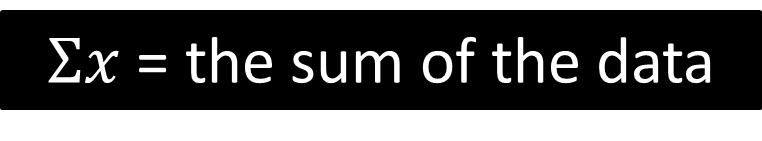 Σx = the sum of the data